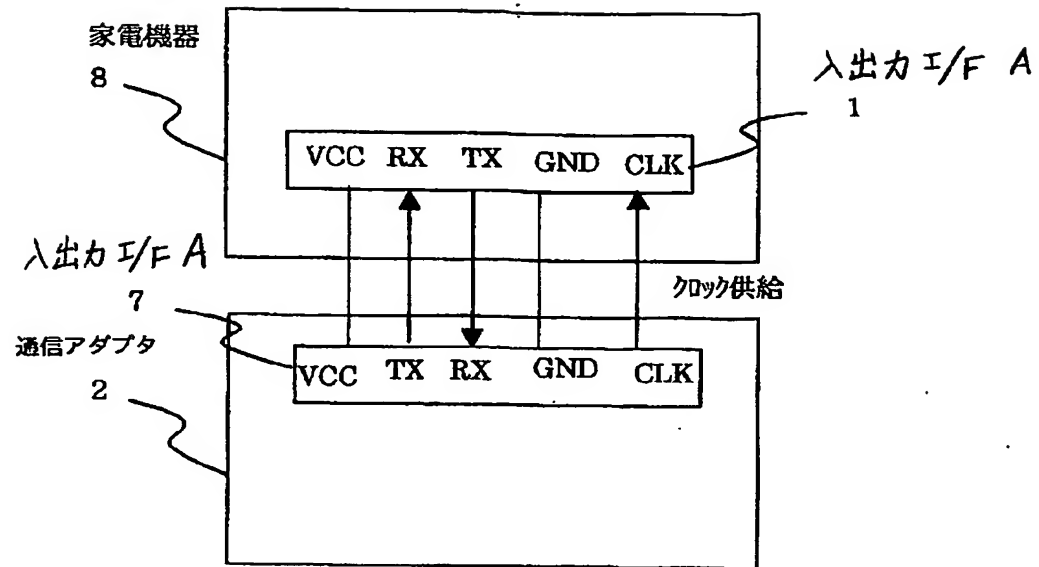 家電機器
8
入出力 I/F A
1
VCC RX TX GND CLK
入出力 I/F A
7
クロック供給
通信アダプタ
2
VCC TX RX GND CLK